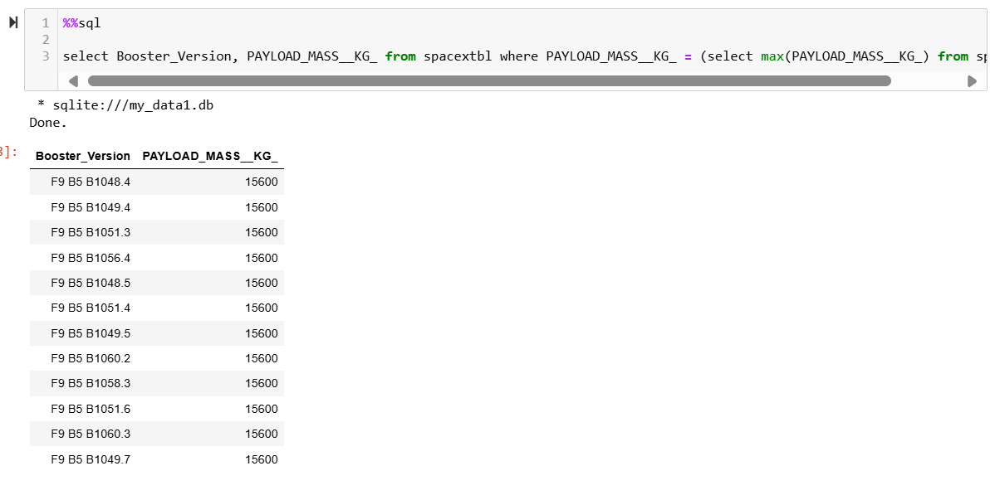 1 %%sql
2
3 select Booster_Version, PAYLOAD_MASS__KG_ from spacextbl where PAYLOAD_MASS__KG_ = (select max(PAYLOAD_MASS__KG_) from
* sqlite:///my_data1.db
Done.
]:
Booster_Version PAYLOAD_MASS__KG_
F9 B5 B1048.4 15600
F9 B5 B1049.4 15600
F9 B5 B1051.3 15600
F9 B5 B1056.4 15600
F9 B5 B1048.5 15600
F9 B5 B1051.4 15600
F9 B5 B1049.5 15600
F9 B5 B1060.2 15600
F9 B5 B1058.3 15600
F9 B5 B1051.6 15600
F9 B5 B1060.3 15600
F9 B5 B1049.7 15600